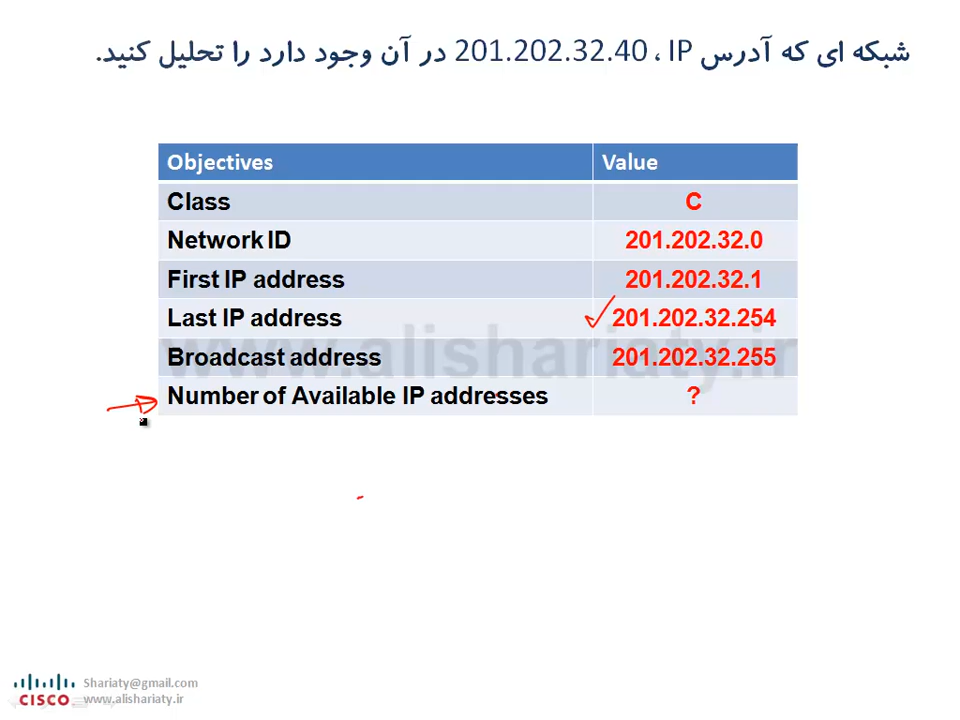 شبکه ای که آدرس IP ، 201.202.32.40 در آن وجود دارد را تحلیل کنید.
Objectives Value
Class C
Network ID 201.202.32.0
First IP address 201.202.32.1
Last IP address 201.202.32.254
www.alishariaty.ir
Broadcast address 201.202.32.255
Number of Available IP addresses ?
Shariaty@gmail.com
CISCO www.alishariaty.ir